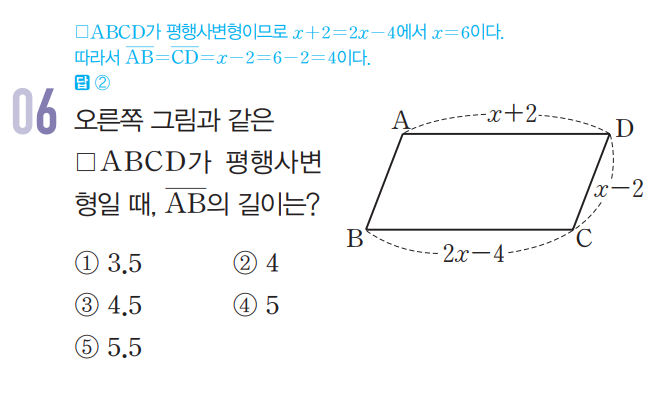 □ABCD가 평행사변형이므로 x+2=2x-4에서 x=6이다.
따라서 \overline{AB}=\overline{CD}=x-2=6-2=4이다.
답 ②
06
오른쪽 그림과 같은
□ABCD가 평행사변
형일 때, \overline{AB}의 길이는?
① 3.5 ② 4
③ 4.5 ④ 5
⑤ 5.5
A x+2 D
x-2
B 2x-4 C